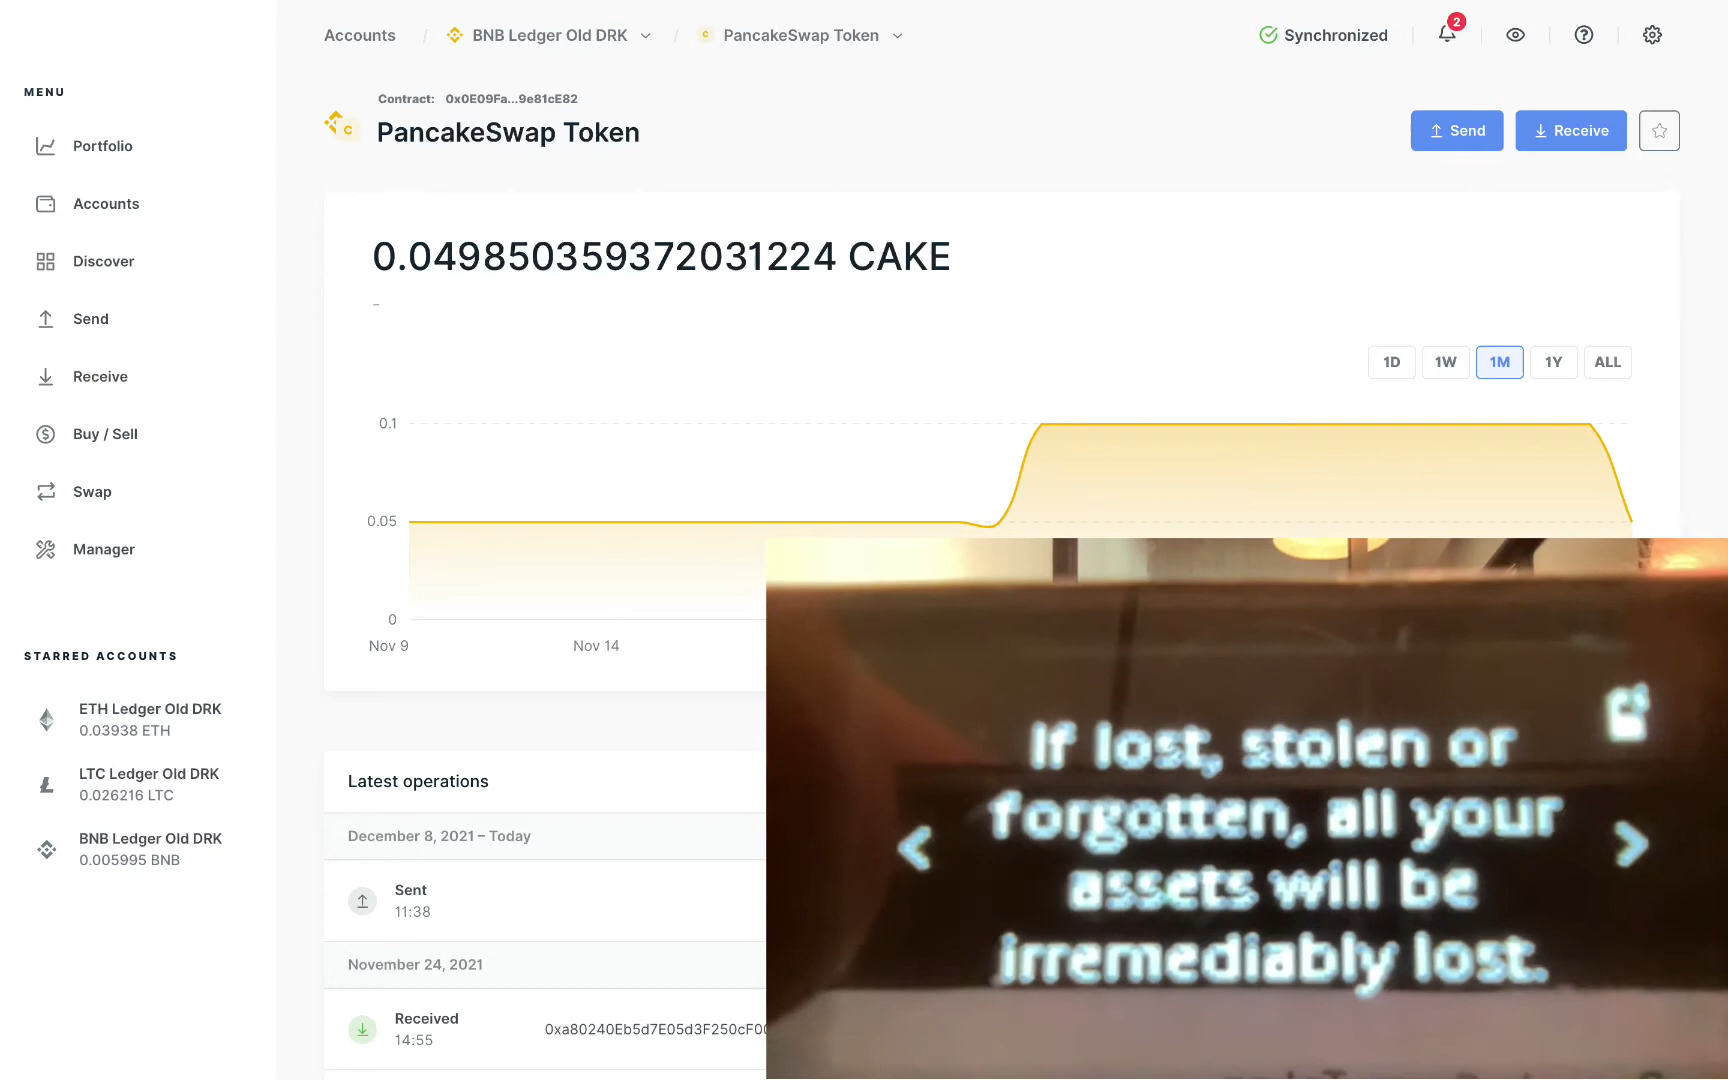 Accounts / BNB Ledger Old DRK / PancakeSwap Token
Synchronized
2
MENU
Portfolio
Accounts
Discover
Send
Receive
Buy / Sell
Swap
Manager
STARRED ACCOUNTS
ETH Ledger Old DRK
0.03938 ETH
LTC Ledger Old DRK
0.026216 LTC
BNB Ledger Old DRK
0.005995 BNB
Contract: 0x0E09Fa...9e81cE82
PancakeSwap Token
Send
Receive
0.049850359372031224 CAKE
–
1D 1W 1M 1Y ALL
0.1
0.05
0
Nov 9 Nov 14
Latest operations
December 8, 2021 – Today
Sent
11:38
November 24, 2021
Received
14:55
0xa80240Eb5d7E05d3F250cF0
If lost, stolen or
forgotten, all your
assets will be
irremediably lost.